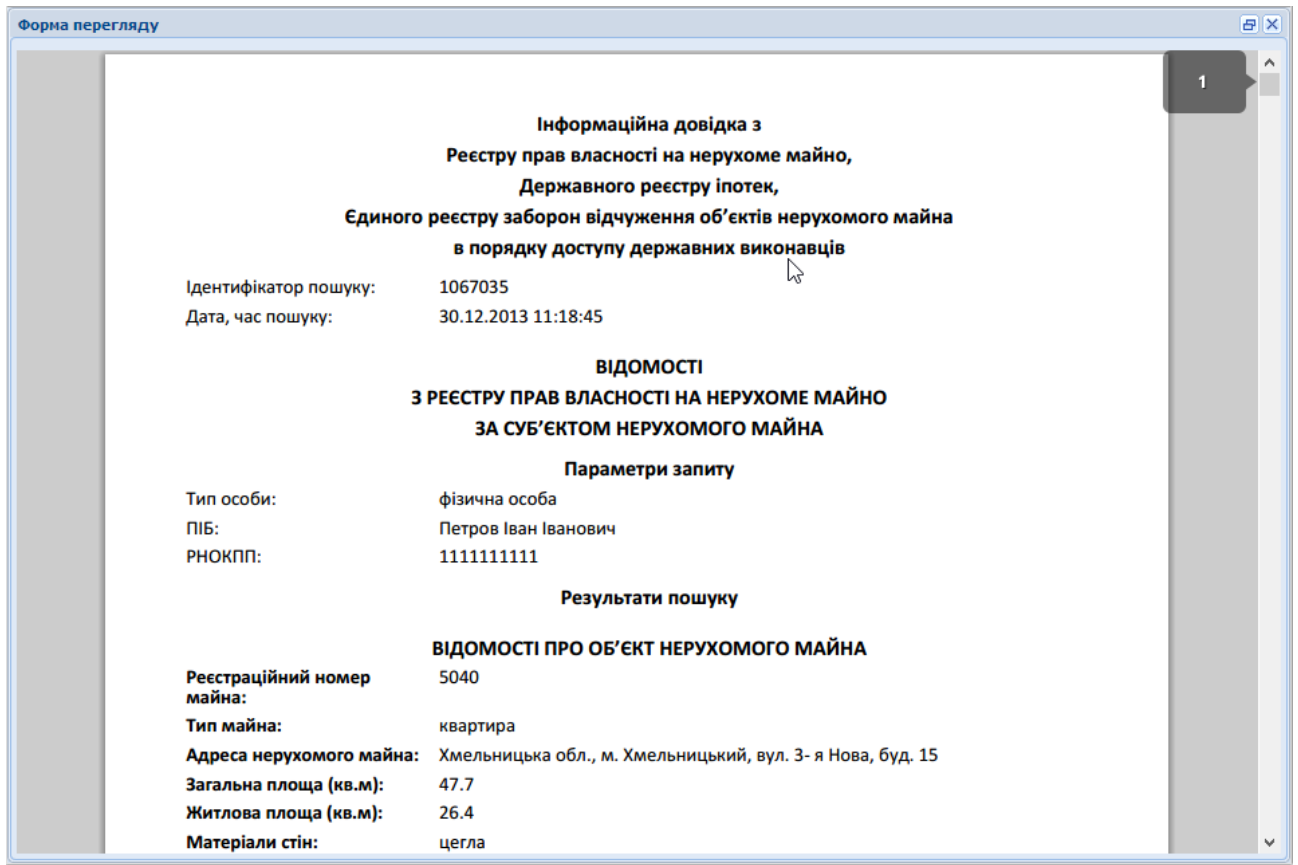 Форма перегляду
1
Інформаційна довідка з
Реєстру прав власності на нерухоме майно,
Державного реєстру іпотек,
Єдиного реєстру заборон відчуження об’єктів нерухомого майна
в порядку доступу державних виконавців
Ідентифікатор пошуку: 1067035
Дата, час пошуку: 30.12.2013 11:18:45
ВІДОМОСТІ
З РЕЄСТРУ ПРАВ ВЛАСНОСТІ НА НЕРУХОМЕ МАЙНО
ЗА СУБ’ЄКТОМ НЕРУХОМОГО МАЙНА
Параметри запиту
Тип особи: фізична особа
ПІБ: Петров Іван Іванович
РНОКПП: 1111111111
Результати пошуку
ВІДОМОСТІ ПРО ОБ’ЄКТ НЕРУХОМОГО МАЙНА
Реєстраційний номер 5040
майна:
Тип майна: квартира
Адреса нерухомого майна: Хмельницька обл., м. Хмельницький, вул. 3- я Нова, буд. 15
Загальна площа (кв.м): 47.7
Житлова площа (кв.м): 26.4
Матеріали стін: цегла